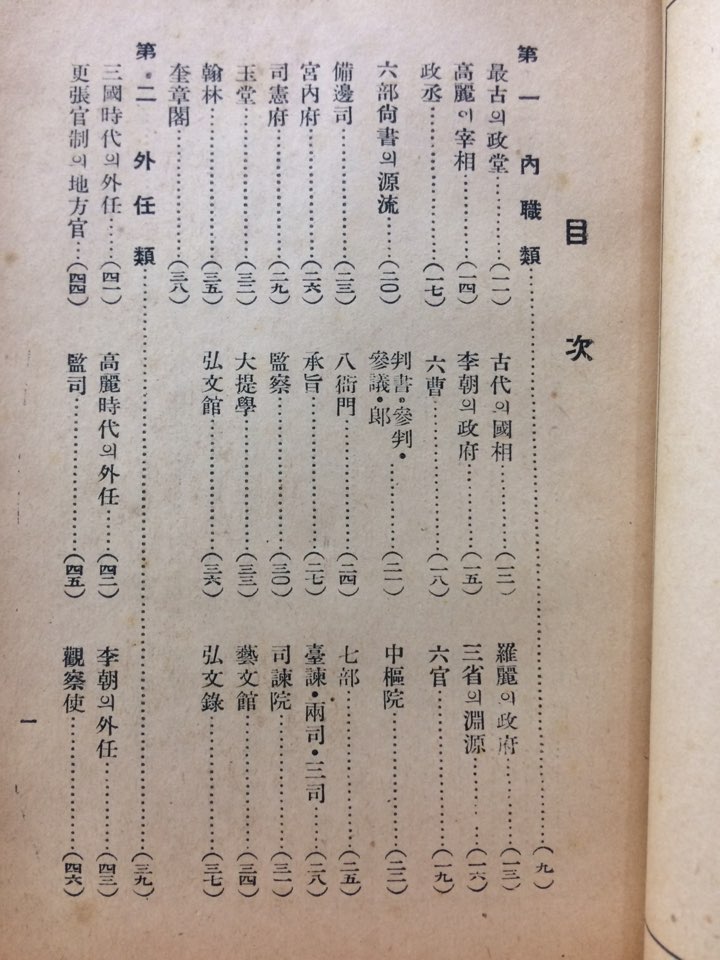 目次
第一 內職類……(九)
最古의政堂……(一一) 古代의國相……(一二) 羅麗의政府……(一三)
高麗의宰相……(一四) 李朝의政府……(一五) 三省의淵源……(一六)
政丞……(一七) 六曹……(一八) 六官……(一九)
六部尙書의源流……(二〇) 判書·參判·參議·郞……(二一) 中樞院……(二二)
備邊司……(二三) 八衙門……(二四) 七部……(二五)
宮內府……(二六) 承旨……(二七) 臺諫·兩司·三司……(二八)
司憲府……(二九) 監察……(三〇) 司諫院……(三一)
玉堂……(三二) 大提學……(三三) 藝文館……(三四)
翰林……(三五) 弘文館……(三六) 弘文錄……(三七)
奎章閣……(三八)
第二 外任類……(三九)
三國時代의外任……(四一) 高麗時代의外任……(四二) 李朝의外任……(四三)
更張官制의地方官……(四四) 監司……(四五) 觀察使……(四六)
一